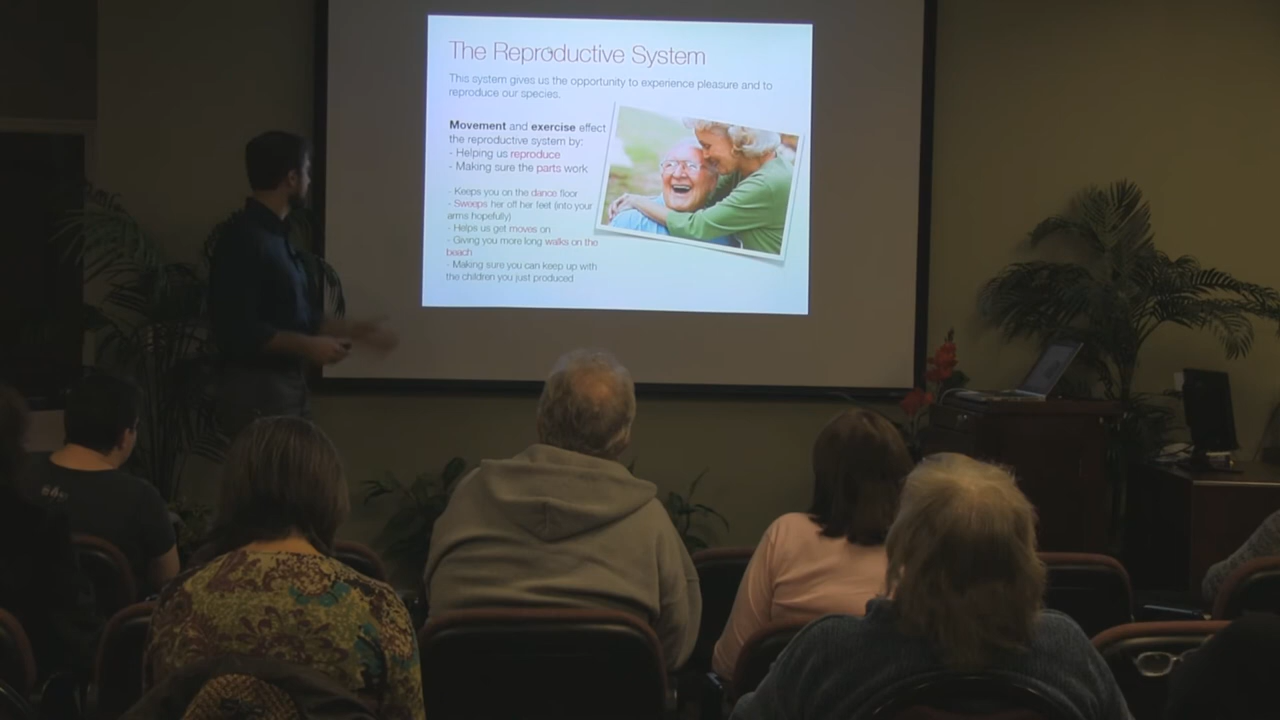 The Reproductive System
This system gives us the opportunity to experience pleasure and to
reproduce our species.
Movement and exercise effect
the reproductive system by:
- Helping us reproduce
- Making sure the parts work
- Keeps you on the dance floor
- Sweeps her off her feet (into your
arms hopefully)
- Helps us get moves on
- Giving you more long walks on the
beach
- Making sure you can keep up with
the children you just produced